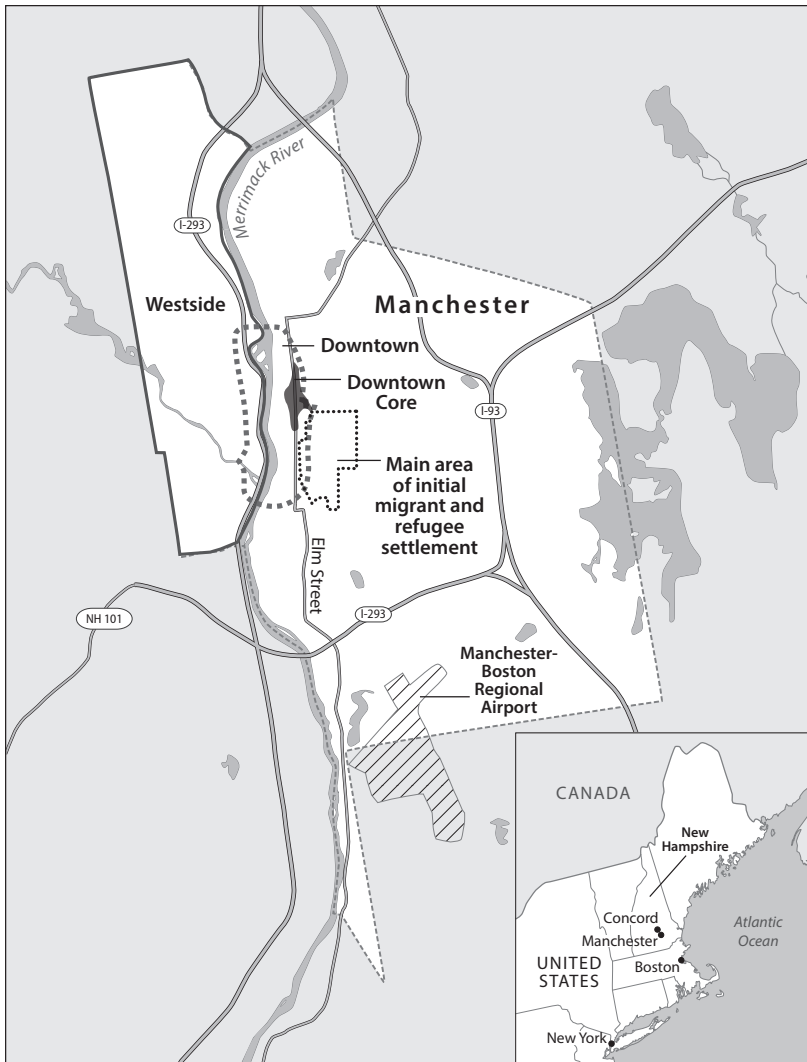 Merrimack River
I-293
Westside
Manchester
Downtown
Downtown
Core
I-93
Main area
of initial
migrant and
refugee
settlement
Elm Street
NH 101
I-293
Manchester-
Boston
Regional
Airport
CANADA
New
Hampshire
Concord
Manchester
Atlantic
Ocean
UNITED
STATES
Boston
New York